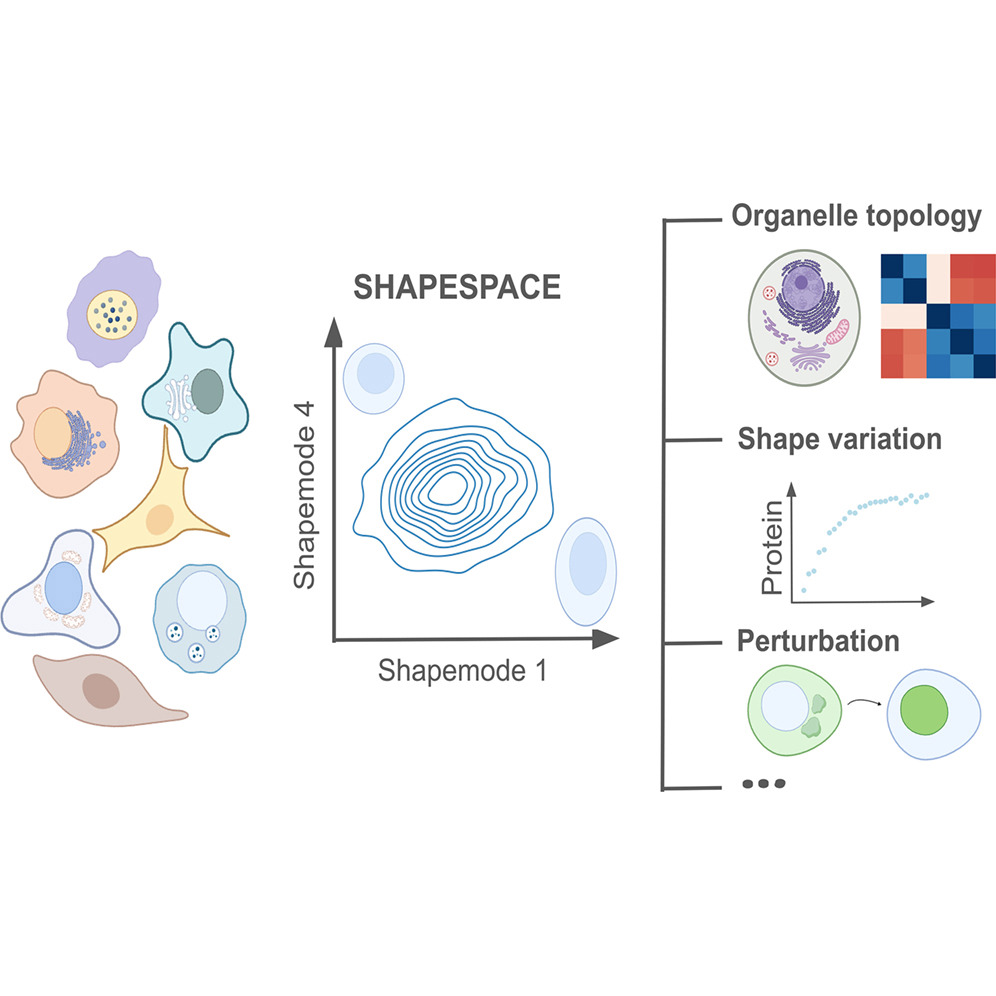 SHAPESPACE
Shapemode 4
Shapemode 1
Organelle topology
Shape variation
Protein
Perturbation
...